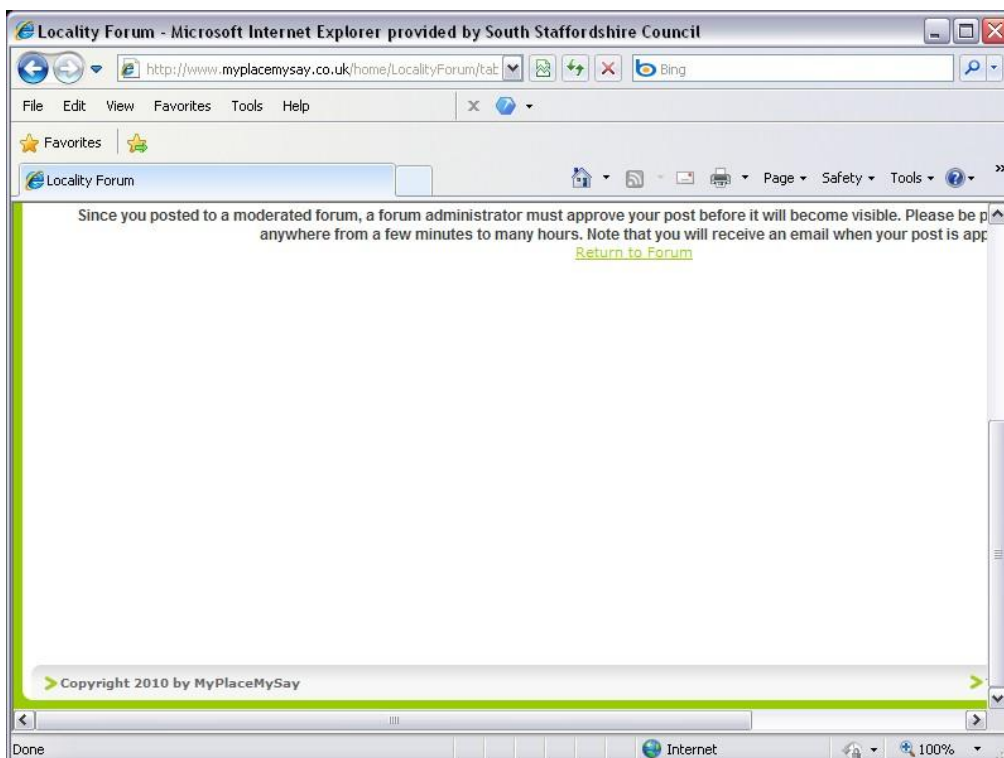 Locality Forum - Microsoft Internet Explorer provided by South Staffordshire Council
http://www.myplacemysay.co.uk/home/LocalityForum/tab
Bing
File Edit View Favorites Tools Help
Favorites
Locality Forum
Page Safety Tools
Since you posted to a moderated forum, a forum administrator must approve your post before it will become visible. Please be p
anywhere from a few minutes to many hours. Note that you will receive an email when your post is app
Return to Forum
Copyright 2010 by MyPlaceMySay
Done
Internet
100%